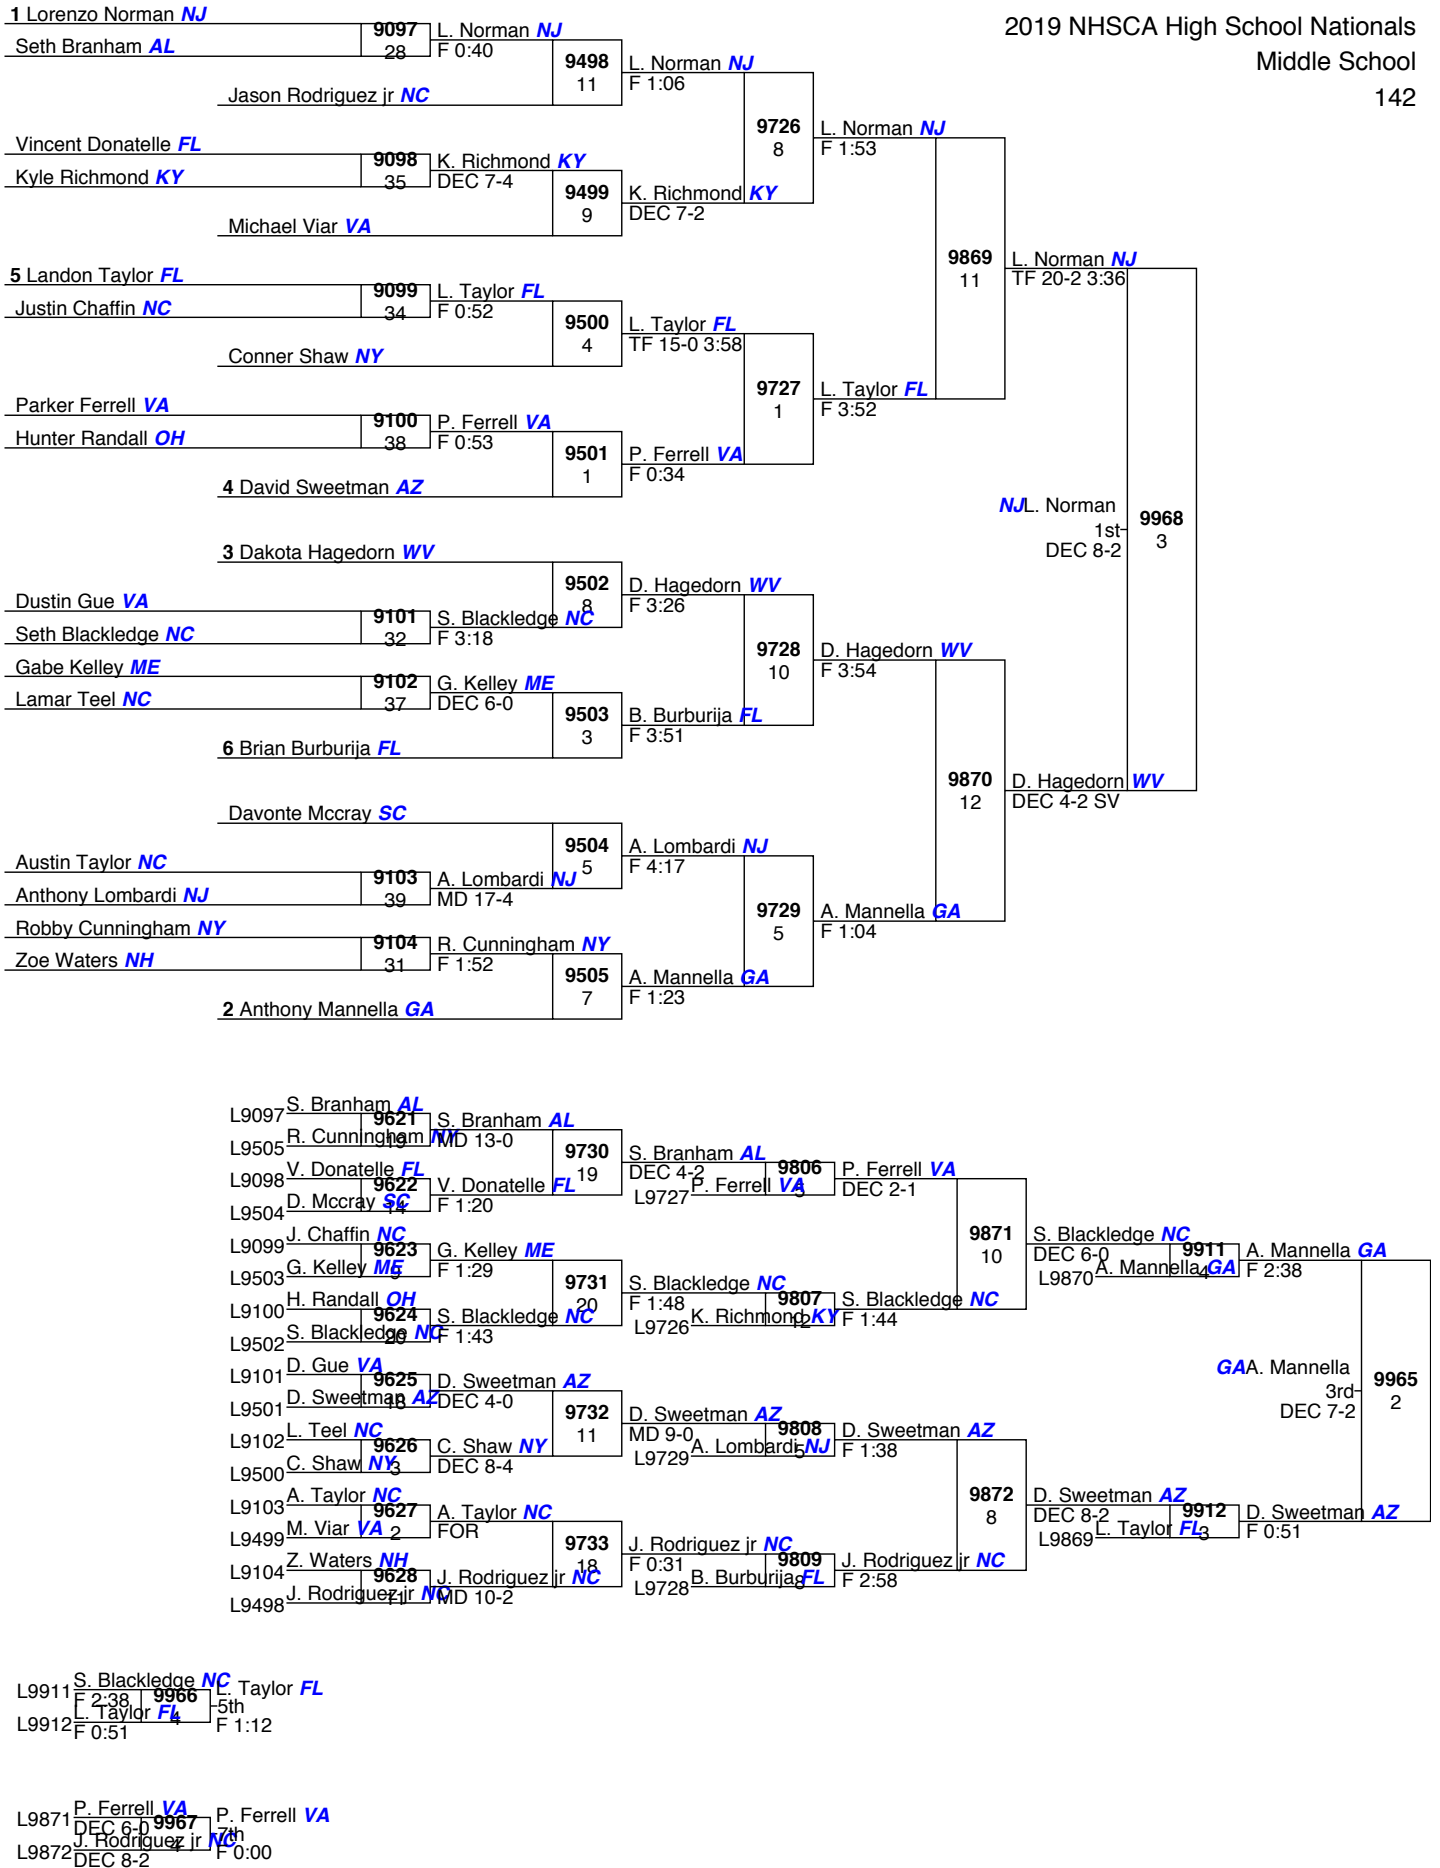 2019 NHSCA High School Nationals
Middle School
142
1 Lorenzo Norman NJ
Seth Branham AL
9097
28
L. Norman NJ
F 0:40
Jason Rodriguez jr NC
9498
11
L. Norman NJ
F 1:06
Vincent Donatelle FL
Kyle Richmond KY
9098
35
K. Richmond KY
DEC 7-4
Michael Viar VA
9499
9
K. Richmond KY
DEC 7-2
9726
8
L. Norman NJ
F 1:53
5 Landon Taylor FL
Justin Chaffin NC
9099
34
L. Taylor FL
F 0:52
Conner Shaw NY
9500
4
L. Taylor FL
TF 15-0 3:58
Parker Ferrell VA
Hunter Randall OH
9100
38
P. Ferrell VA
F 0:53
4 David Sweetman AZ
9501
1
P. Ferrell VA
F 0:34
9727
1
L. Taylor FL
F 3:52
9869
11
L. Norman NJ
TF 20-2 3:36
3 Dakota Hagedorn WV
Dustin Gue VA
Seth Blackledge NC
9101
32
S. Blackledge NC
F 3:18
9502
8
D. Hagedorn WV
F 3:26
Gabe Kelley ME
Lamar Teel NC
9102
37
G. Kelley ME
DEC 6-0
6 Brian Burburija FL
9503
3
B. Burburija FL
F 3:51
9728
10
D. Hagedorn WV
F 3:54
Davonte Mccray SC
Austin Taylor NC
Anthony Lombardi NJ
9103
39
A. Lombardi NJ
MD 17-4
9504
5
A. Lombardi NJ
F 4:17
Robby Cunningham NY
Zoe Waters NH
9104
31
R. Cunningham NY
F 1:52
2 Anthony Mannella GA
9505
7
A. Mannella GA
F 1:23
9729
5
A. Mannella GA
F 1:04
9870
12
D. Hagedorn WV
DEC 4-2 SV
NJ L. Norman
1st
DEC 8-2
9968
3
L9097 S. Branham AL
L9505 R. Cunningham NY
9621
19
S. Branham AL
MD 13-0
L9098 V. Donatelle FL
L9504 D. Mccray SC
9622
14
V. Donatelle FL
F 1:20
9730
19
S. Branham AL
DEC 4-2
L9727 P. Ferrell VA
9806
5
P. Ferrell VA
DEC 2-1
L9099 J. Chaffin NC
L9503 G. Kelley ME
9623
9
G. Kelley ME
F 1:29
L9100 H. Randall OH
L9502 S. Blackledge NC
9624
20
S. Blackledge NC
F 1:43
9731
20
S. Blackledge NC
F 1:48
L9726 K. Richmond KY
9807
12
S. Blackledge NC
F 1:44
9871
10
S. Blackledge NC
DEC 6-0
L9870 A. Mannella GA
9911
4
A. Mannella GA
F 2:38
L9101 D. Gue VA
L9501 D. Sweetman AZ
9625
18
D. Sweetman AZ
DEC 4-0
L9102 L. Teel NC
L9500 C. Shaw NY
9626
3
C. Shaw NY
DEC 8-4
9732
11
D. Sweetman AZ
MD 9-0
L9729 A. Lombardi NJ
9808
5
D. Sweetman AZ
F 1:38
L9103 A. Taylor NC
L9499 M. Viar VA
9627
2
A. Taylor NC
FOR
L9104 Z. Waters NH
L9498 J. Rodriguez jr NC
9628
11
J. Rodriguez jr NC
MD 10-2
9733
18
J. Rodriguez jr NC
F 0:31
L9728 B. Burburija FL
9809
8
J. Rodriguez jr NC
F 2:58
9872
8
D. Sweetman AZ
DEC 8-2
L9869 L. Taylor FL
9912
3
D. Sweetman AZ
F 0:51
GA A. Mannella
3rd
DEC 7-2
9965
2
L9911 S. Blackledge NC
F 2:38
L9912 L. Taylor FL
F 0:51
9966
4
L. Taylor FL
5th
F 1:12
L9871 P. Ferrell VA
DEC 6-0
L9872 J. Rodriguez jr NC
DEC 8-2
9967
4
P. Ferrell VA
7th
F 0:00